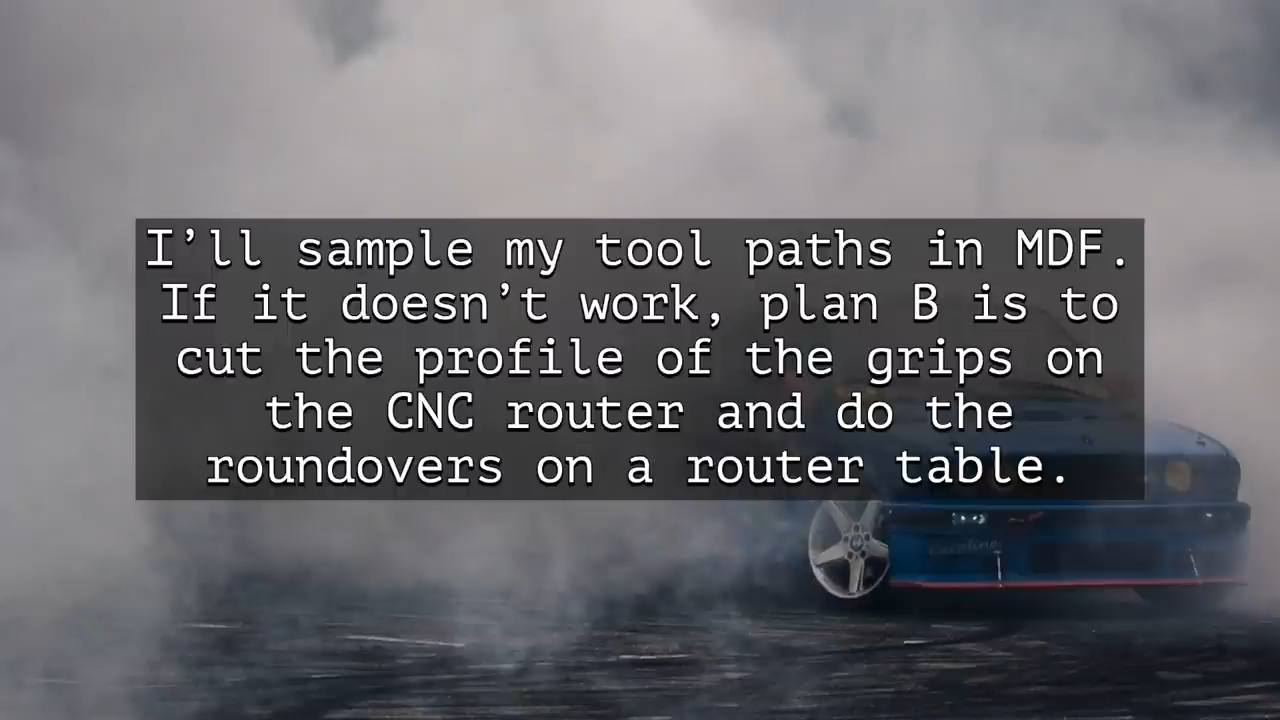 I’ll sample my tool paths in MDF.
If it doesn’t work, plan B is to
cut the profile of the grips on
the CNC router and do the
roundovers on a router table.